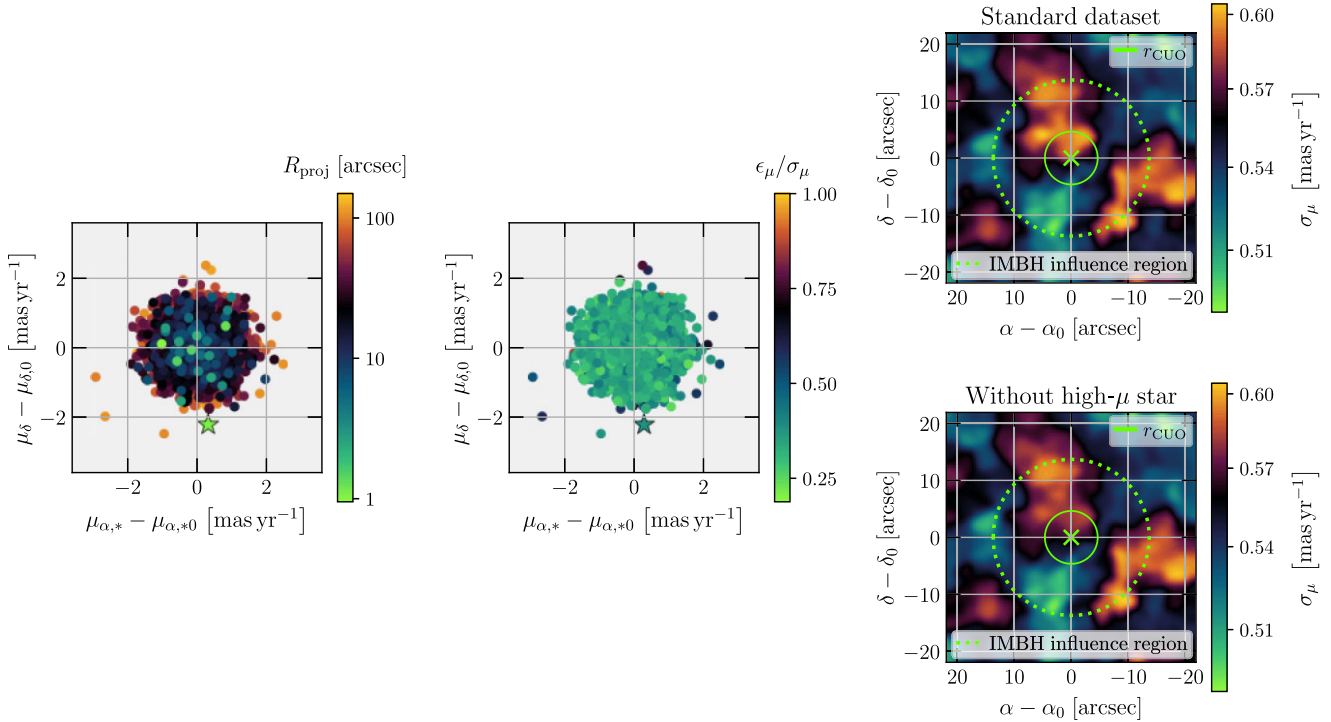 R_proj [arcsec]
100
10
1
μ_δ − μ_δ,0 [mas yr⁻¹]
2
0
−2
−2
0
2
μ_α,* − μ_α,*0 [mas yr⁻¹]
ϵ_μ/σ_μ
1.00
0.75
0.50
0.25
μ_δ − μ_δ,0 [mas yr⁻¹]
2
0
−2
−2
0
2
μ_α,* − μ_α,*0 [mas yr⁻¹]
Standard dataset
r_CUO
IMBH influence region
δ − δ_0 [arcsec]
20
10
0
−10
−20
20
10
0
−10
−20
α − α_0 [arcsec]
0.60
0.57
0.54
0.51
σ_μ [mas yr⁻¹]
Without high-μ star
r_CUO
IMBH influence region
δ − δ_0 [arcsec]
20
10
0
−10
−20
20
10
0
−10
−20
α − α_0 [arcsec]
0.60
0.57
0.54
0.51
σ_μ [mas yr⁻¹]